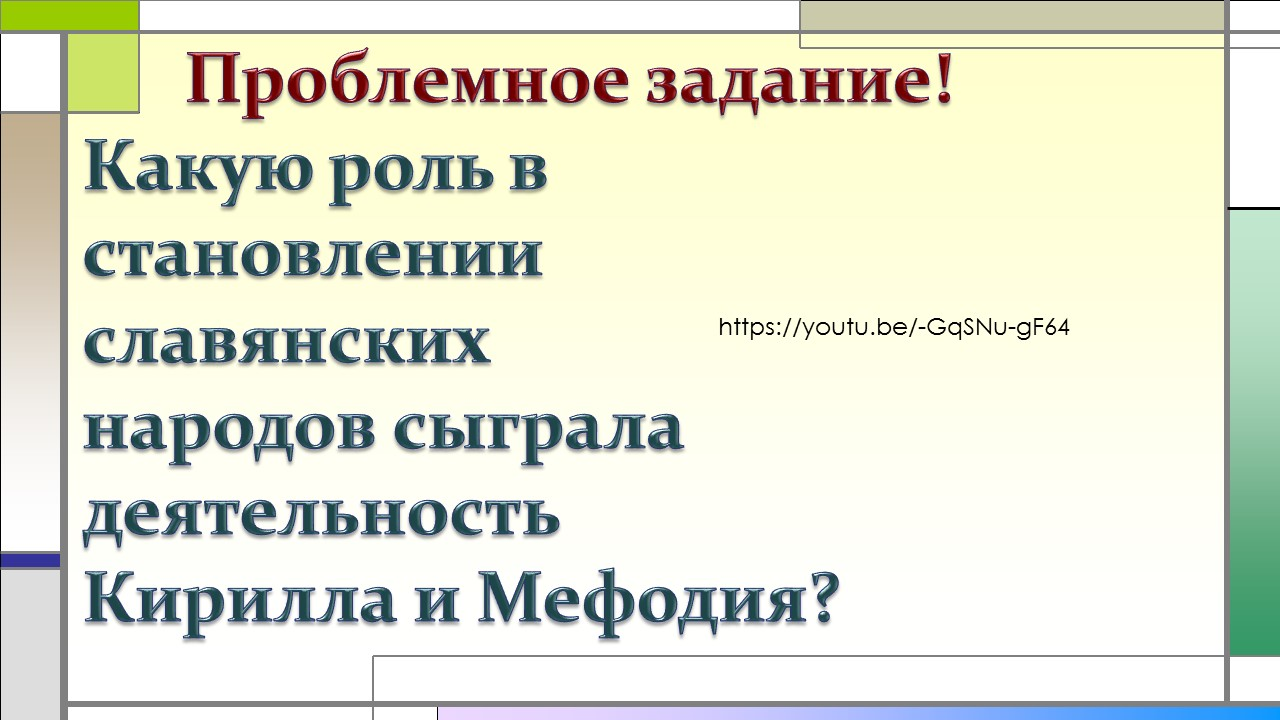 Проблемное задание!
Какую роль в
становлении
славянских
https://youtu.be/-GqSNu-gF64
народов сыграла
деятельность
Кирилла и Мефодия?